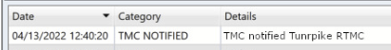 Date Category Details
04/13/2022 12:40:20 TMC NOTIFIED TMC notified Tunrpike RTMC